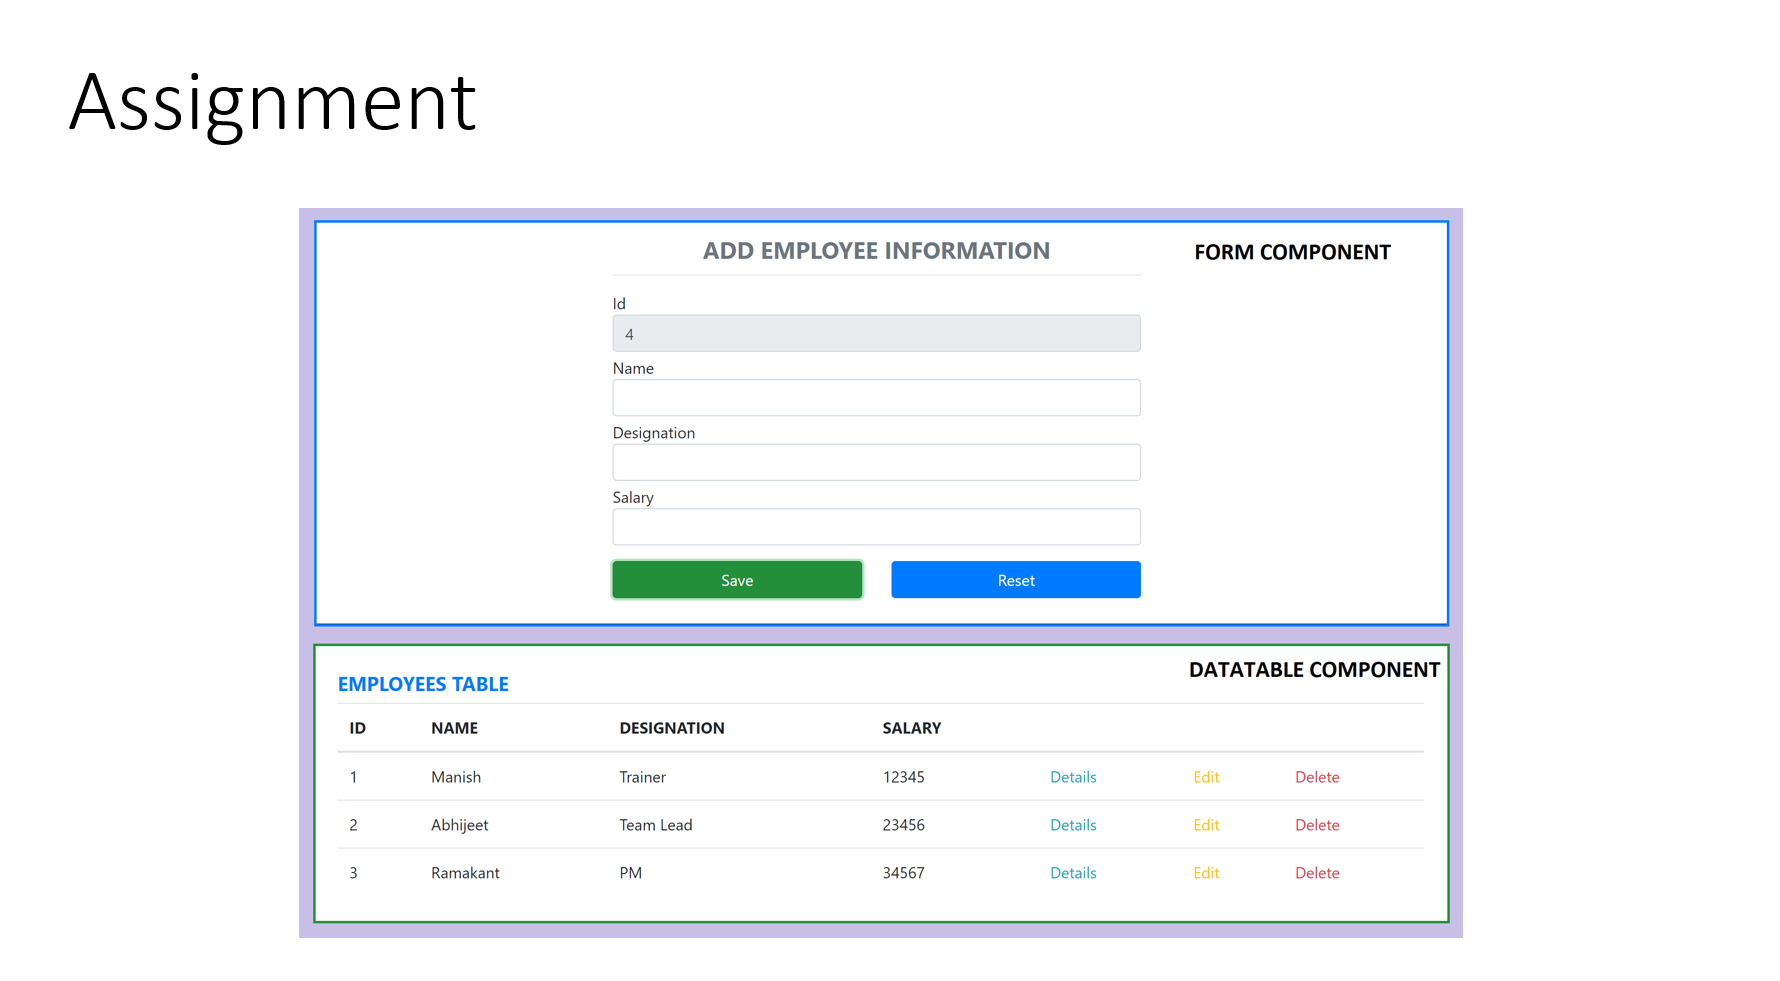 Assignment
ADD EMPLOYEE INFORMATION
FORM COMPONENT
Id
4
Name
Designation
Salary
Save Reset
DATATABLE COMPONENT
EMPLOYEES TABLE
ID NAME DESIGNATION SALARY
1 Manish Trainer 12345 Details Edit Delete
2 Abhijeet Team Lead 23456 Details Edit Delete
3 Ramakant PM 34567 Details Edit Delete